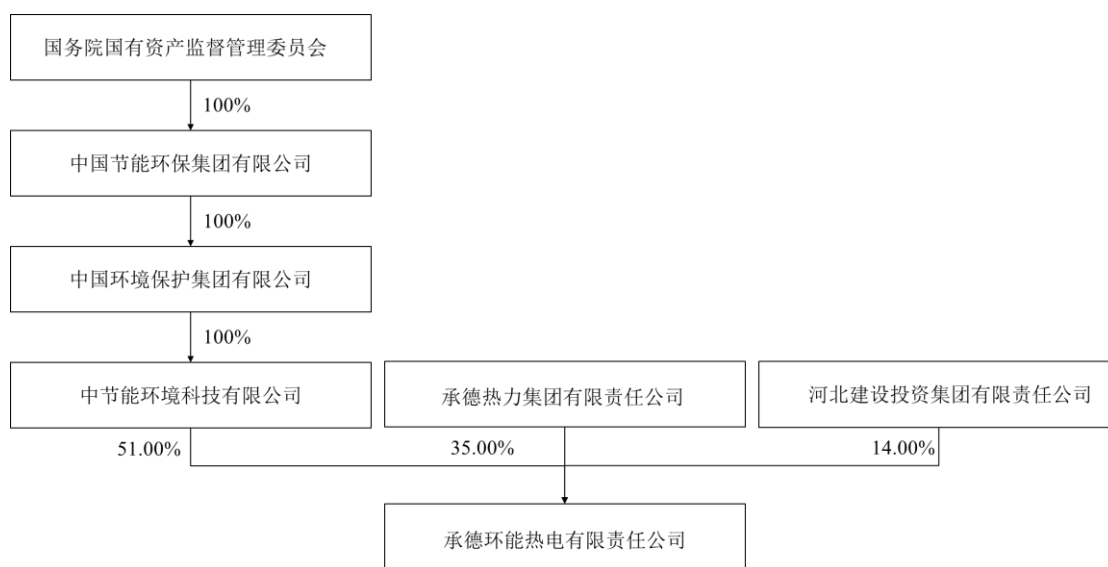 国务院国有资产监督管理委员会
100%
中国节能环保集团有限公司
100%
中国环境保护集团有限公司
100%
中节能环境科技有限公司
承德热力集团有限责任公司
河北建设投资集团有限责任公司
51.00%
35.00%
14.00%
承德环能热电有限责任公司